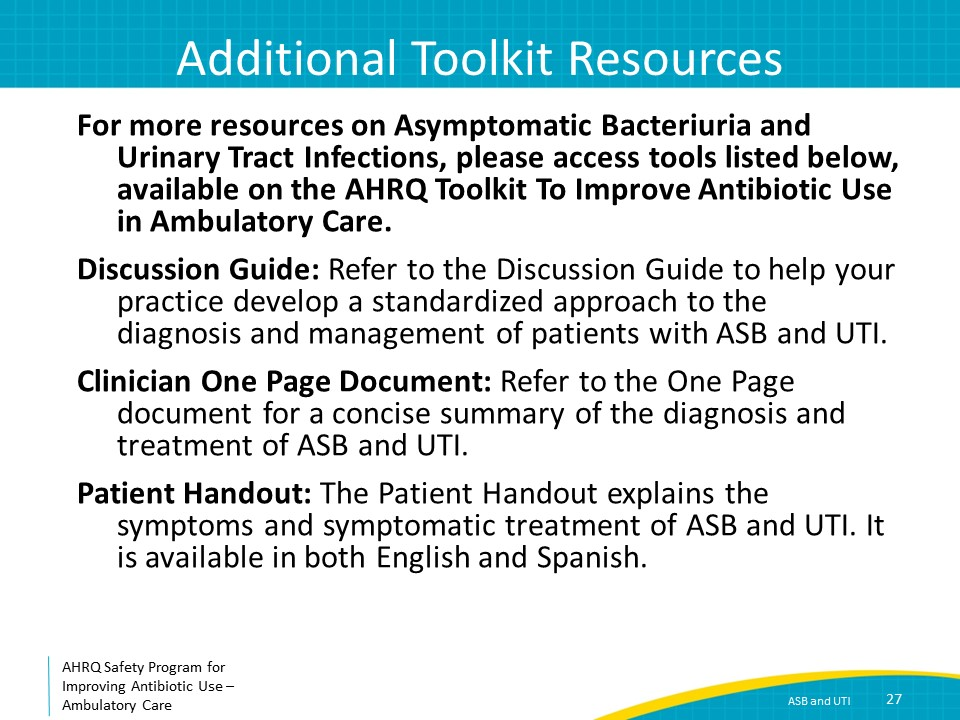 Additional Toolkit Resources
For more resources on Asymptomatic Bacteriuria and
Urinary Tract Infections, please access tools listed below,
available on the AHRQ Toolkit To Improve Antibiotic Use
in Ambulatory Care.
Discussion Guide: Refer to the Discussion Guide to help your
practice develop a standardized approach to the
diagnosis and management of patients with ASB and UTI.
Clinician One Page Document: Refer to the One Page
document for a concise summary of the diagnosis and
treatment of ASB and UTI.
Patient Handout: The Patient Handout explains the
symptoms and symptomatic treatment of ASB and UTI. It
is available in both English and Spanish.
AHRQ Safety Program for
Improving Antibiotic Use –
Ambulatory Care
ASB and UTI
27